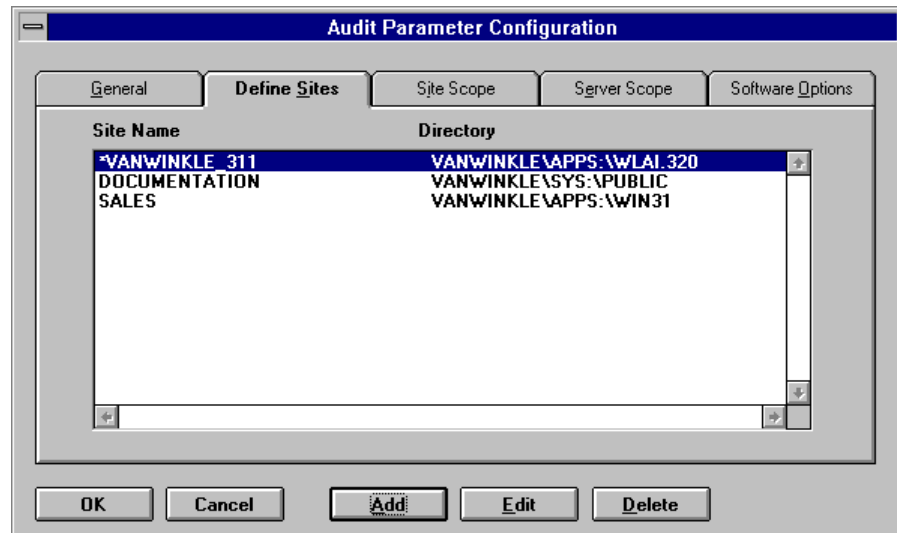 Audit Parameter Configuration
General Define Sites Site Scope Server Scope Software Options
Site Name Directory
*VANWINKLE_311 VANWINKLE\APPS:\WLAI.320
DOCUMENTATION VANWINKLE\SYS:\PUBLIC
SALES VANWINKLE\APPS:\WIN31
OK Cancel Add Edit Delete